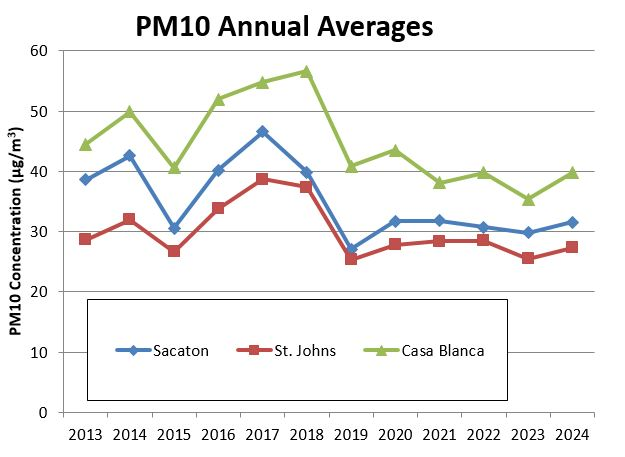 PM10 Annual Averages
PM10 Concentration (µg/m³)
60
50
40
30
20
10
0
Sacaton St. Johns Casa Blanca
2013 2014 2015 2016 2017 2018 2019 2020 2021 2022 2023 2024